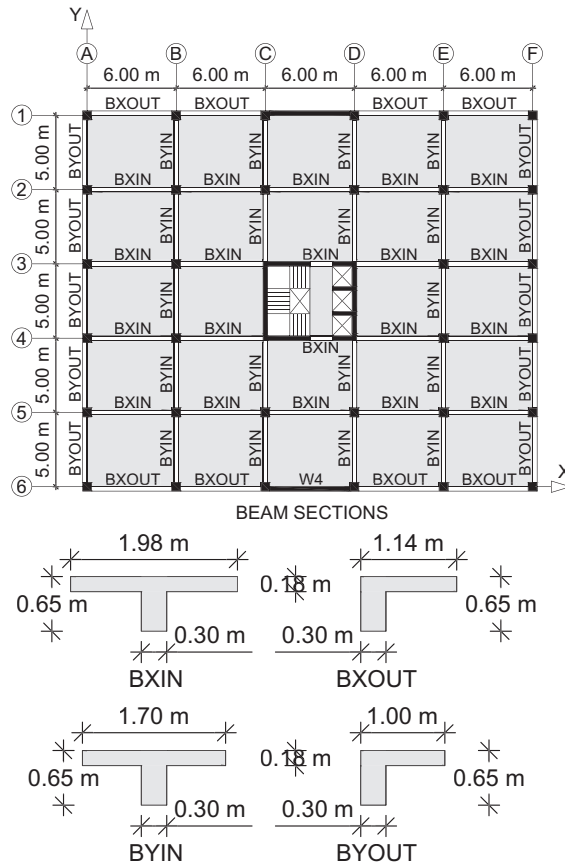 Y
A B C D E F
6.00 m 6.00 m 6.00 m 6.00 m 6.00 m
BXOUT BXOUT BXOUT BXOUT
1
5.00 m BYOUT BYIN BYIN BYIN BYIN BYOUT
BXIN BXIN BXIN BXIN BXIN
2
5.00 m BYOUT BYIN BYIN BYIN BYIN BYOUT
BXIN BXIN BXIN BXIN BXIN
3
5.00 m BYOUT BYIN BYIN BYOUT
BXIN BXIN BXIN BXIN
4
BXIN
5.00 m BYOUT BYIN BYIN BYIN BYIN BYOUT
BXIN BXIN BXIN BXIN BXIN
5
5.00 m BYOUT BYIN BYIN BYIN BYIN BYOUT
BXOUT BXOUT W4 BXOUT BXOUT
6
X
BEAM SECTIONS
1.98 m 1.14 m
0.65 m 0.18 m 0.65 m
0.30 m 0.30 m
BXIN BXOUT
1.70 m 1.00 m
0.65 m 0.18 m 0.65 m
0.30 m 0.30 m
BYIN BYOUT